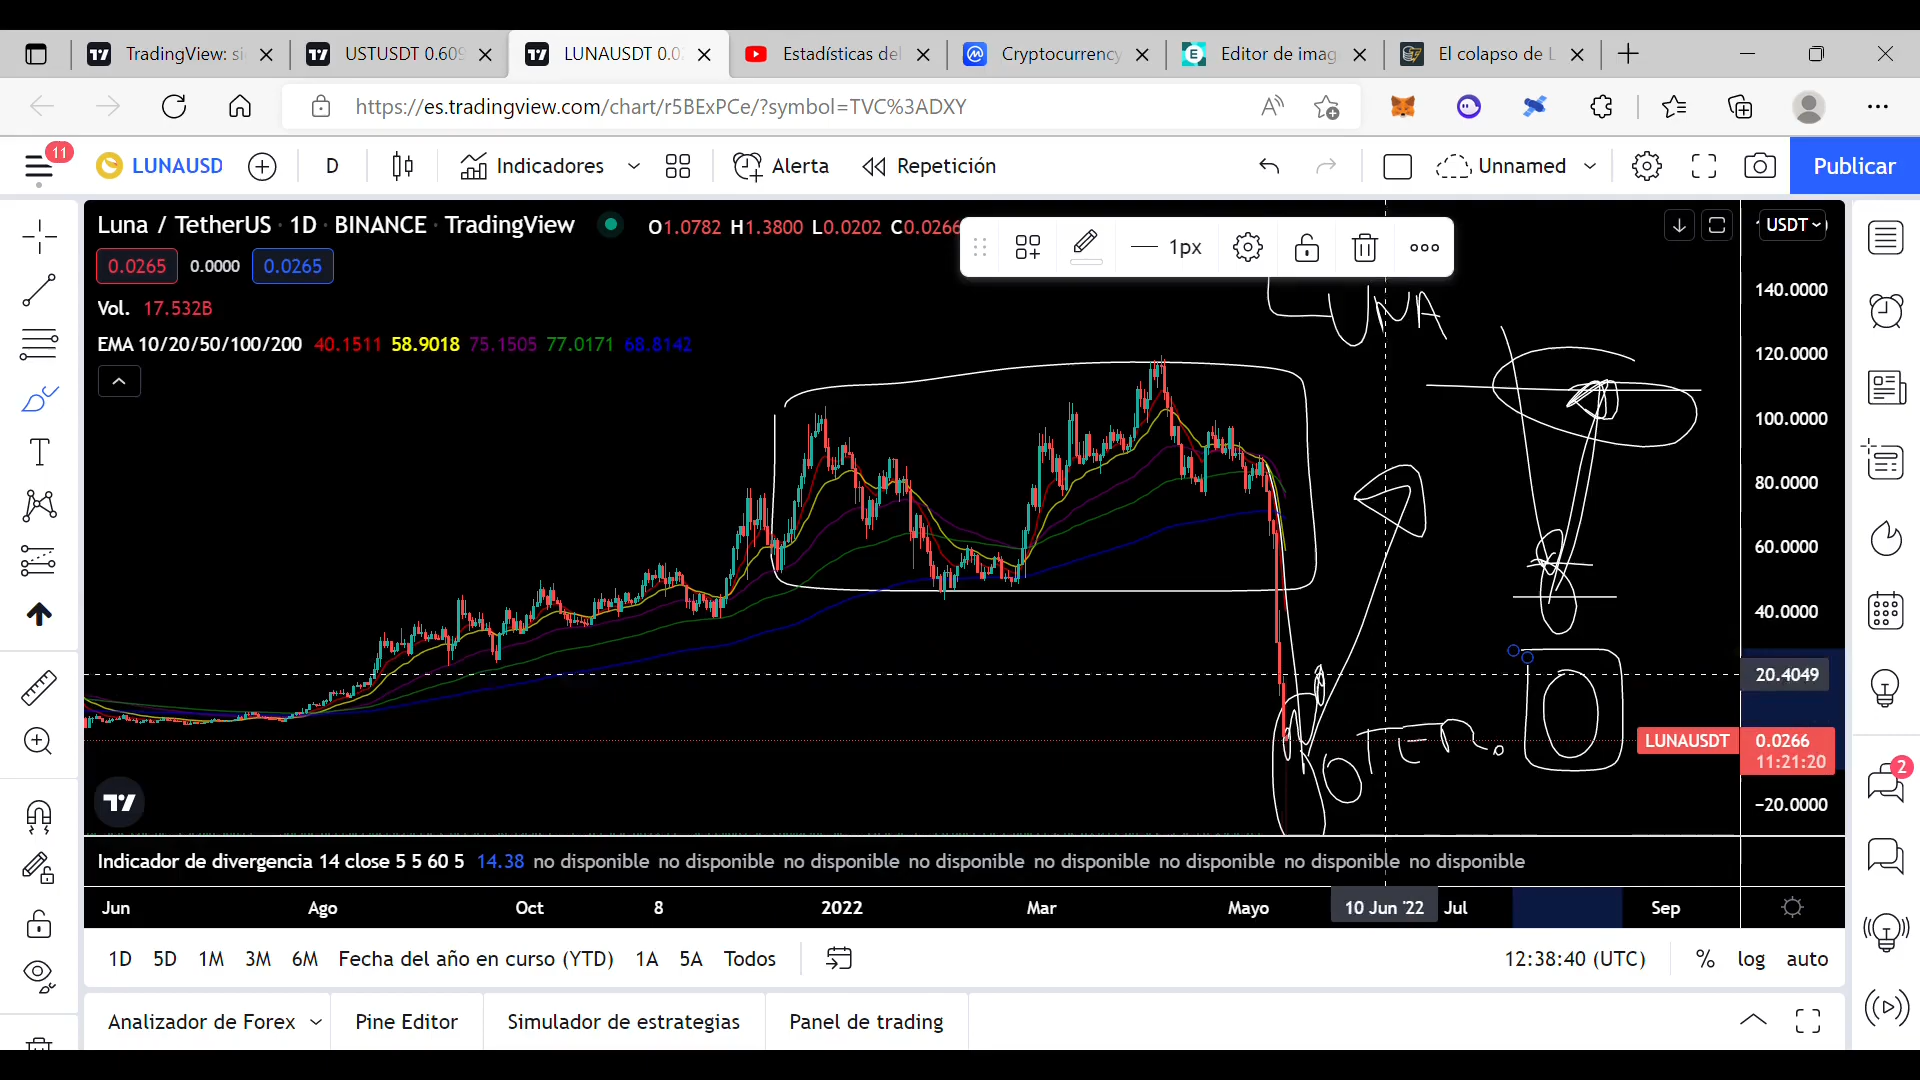 TradingView: si
USTUSDT 0.609
LUNAUSDT 0.0
Estadísticas del
Cryptocurrency
Editor de imag
El colapso de L
https://es.tradingview.com/chart/r5BExPCe/?symbol=TVC%3ADXY
11
LUNAUSD
D
Indicadores
Alerta
Repetición
Unnamed
Publicar
Luna / TetherUS · 1D · BINANCE · TradingView
O1.0782 H1.3800 L0.0202 C0.0266
1px
USDT
0.0265 0.0000 0.0265
Vol. 17.532B
EMA 10/20/50/100/200 40.1511 58.9018 75.1505 77.0171 68.8142
LUNA
140.0000
120.0000
100.0000
80.0000
60.0000
40.0000
20.4049
LUNAUSDT 0.0266
11:21:20
-20.0000
0
2
Indicador de divergencia 14 close 5 5 60 5 14.38 no disponible no disponible no disponible no disponible no disponible no disponible no disponible no disponible
Jun Ago Oct 8 2022 Mar Mayo 10 Jun '22 Jul Sep
1D 5D 1M 3M 6M Fecha del año en curso (YTD) 1A 5A Todos
12:38:40 (UTC) % log auto
Analizador de Forex Pine Editor Simulador de estrategias Panel de trading